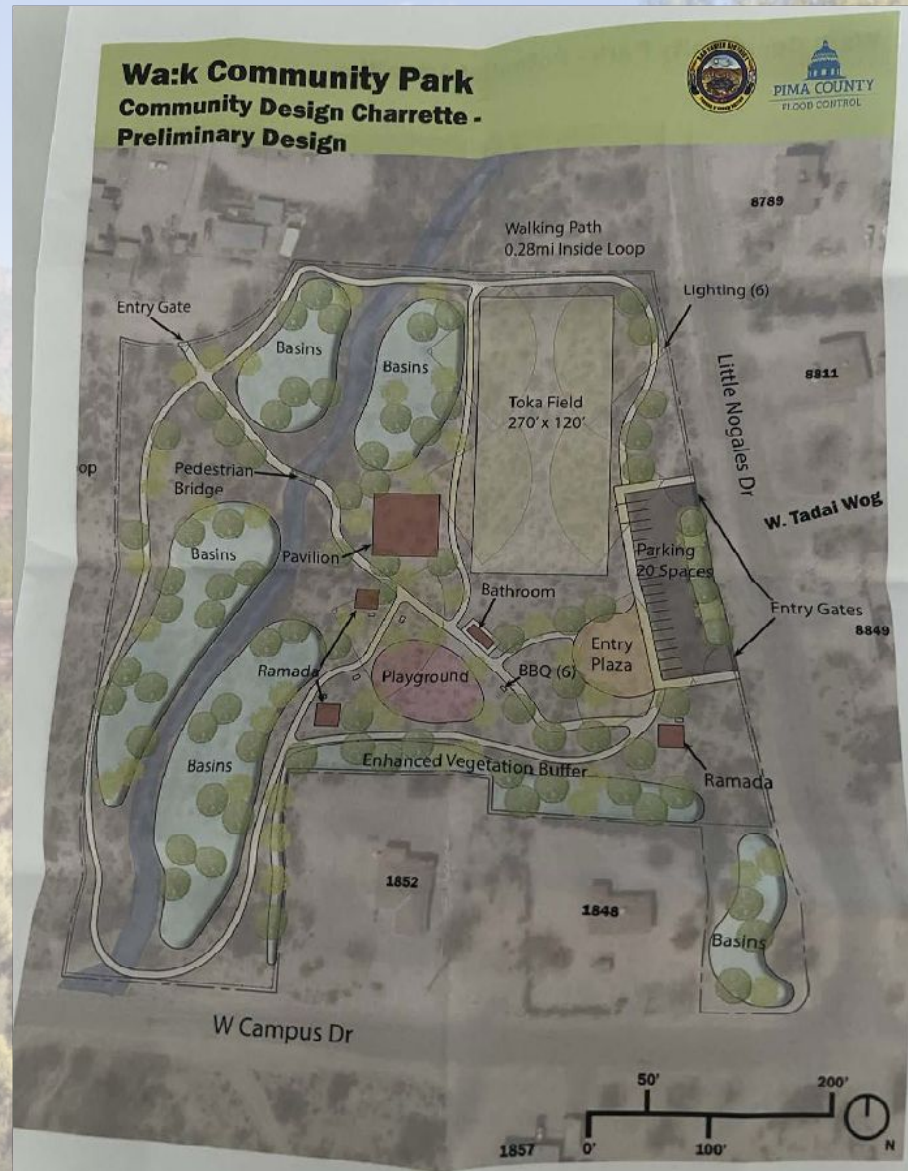 Wa:k Community Park
Community Design Charrette -
Preliminary Design
SAN XAVIER DISTRICT
PIMA COUNTY
FLOOD CONTROL
8789
Walking Path
0.28mi Inside Loop
Lighting (6)
Entry Gate
Basins
Basins
8811
Little Nogales Dr
Toka Field
270' x 120'
op
Pedestrian
Bridge
W. Tadai Wog
Basins
Pavilion
Parking
20 Spaces
Bathroom
Entry Gates
8849
Entry
Plaza
Ramada
Playground
BBQ (6)
Basins
Enhanced Vegetation Buffer
Ramada
1852
1848
Basins
W Campus Dr
50'
200'
0'
100'
N
1857